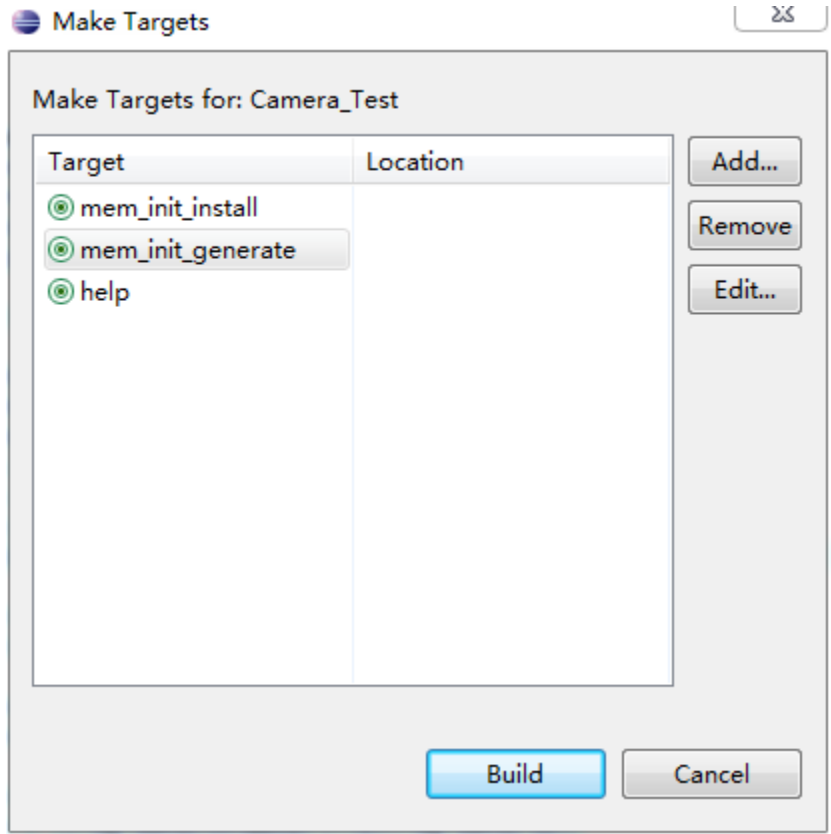 Make Targets
Make Targets for: Camera_Test
Target Location
Add...
mem_init_install
Remove
mem_init_generate
help
Edit...
Build Cancel